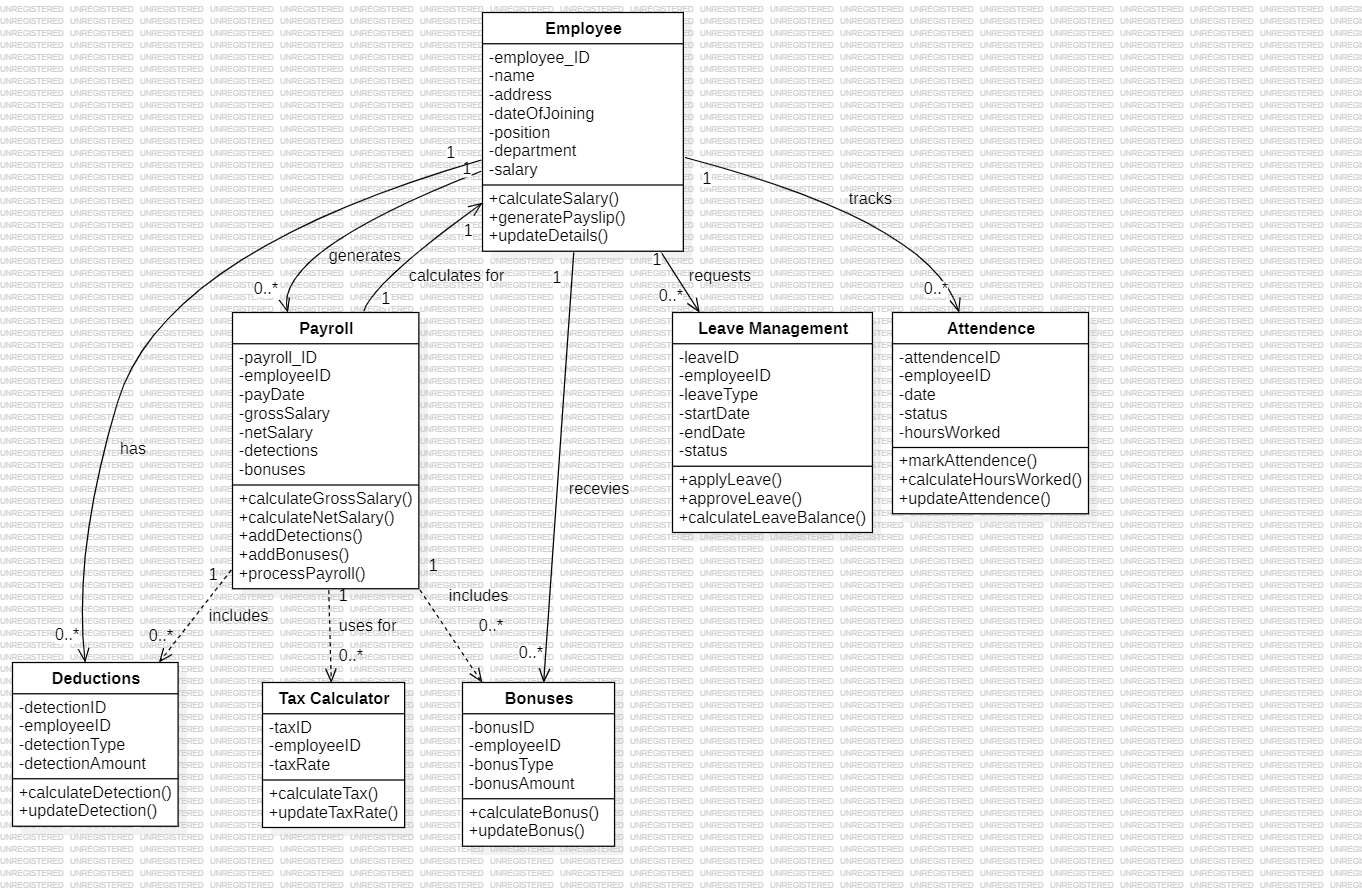 Employee
-employee_ID
-name
-address
-dateOfJoining
-position
-department
-salary
+calculateSalary()
+generatePayslip()
+updateDetails()
1
1
1
tracks
generates
1
calculates for
1
requests
1
0..*
1
0..*
0..*
Payroll
-payroll_ID
-employeeID
-payDate
-grossSalary
-netSalary
-detections
-bonuses
+calculateGrossSalary()
+calculateNetSalary()
+addDetections()
+addBonuses()
+processPayroll()
Leave Management
-leaveID
-employeeID
-leaveType
-startDate
-endDate
-status
+applyLeave()
+approveLeave()
+calculateLeaveBalance()
Attendence
-attendenceID
-employeeID
-date
-status
-hoursWorked
+markAttendence()
+calculateHoursWorked()
+updateAttendence()
has
recevies
1
includes
0..*
0..*
1
uses for
0..*
1
includes
0..*
0..*
Deductions
-detectionID
-employeeID
-detectionType
-detectionAmount
+calculateDetection()
+updateDetection()
Tax Calculator
-taxID
-employeeID
-taxRate
+calculateTax()
+updateTaxRate()
Bonuses
-bonusID
-employeeID
-bonusType
-bonusAmount
+calculateBonus()
+updateBonus()
UNREGISTERED